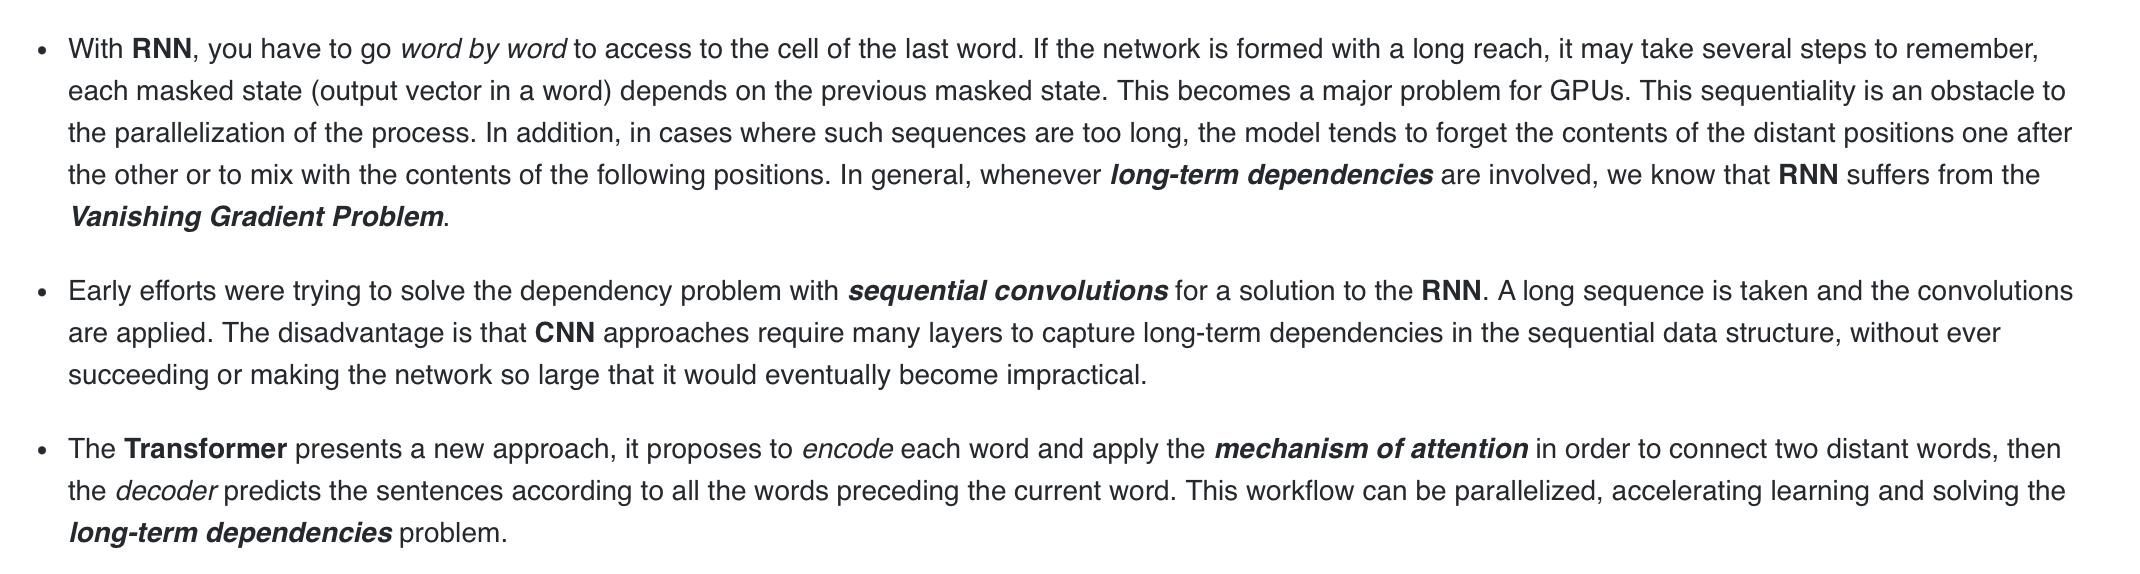 • With RNN, you have to go word by word to access to the cell of the last word. If the network is formed with a long reach, it may take several steps to remember,
each masked state (output vector in a word) depends on the previous masked state. This becomes a major problem for GPUs. This sequentiality is an obstacle to
the parallelization of the process. In addition, in cases where such sequences are too long, the model tends to forget the contents of the distant positions one after
the other or to mix with the contents of the following positions. In general, whenever long-term dependencies are involved, we know that RNN suffers from the
Vanishing Gradient Problem.
• Early efforts were trying to solve the dependency problem with sequential convolutions for a solution to the RNN. A long sequence is taken and the convolutions
are applied. The disadvantage is that CNN approaches require many layers to capture long-term dependencies in the sequential data structure, without ever
succeeding or making the network so large that it would eventually become impractical.
• The Transformer presents a new approach, it proposes to encode each word and apply the mechanism of attention in order to connect two distant words, then
the decoder predicts the sentences according to all the words preceding the current word. This workflow can be parallelized, accelerating learning and solving the
long-term dependencies problem.